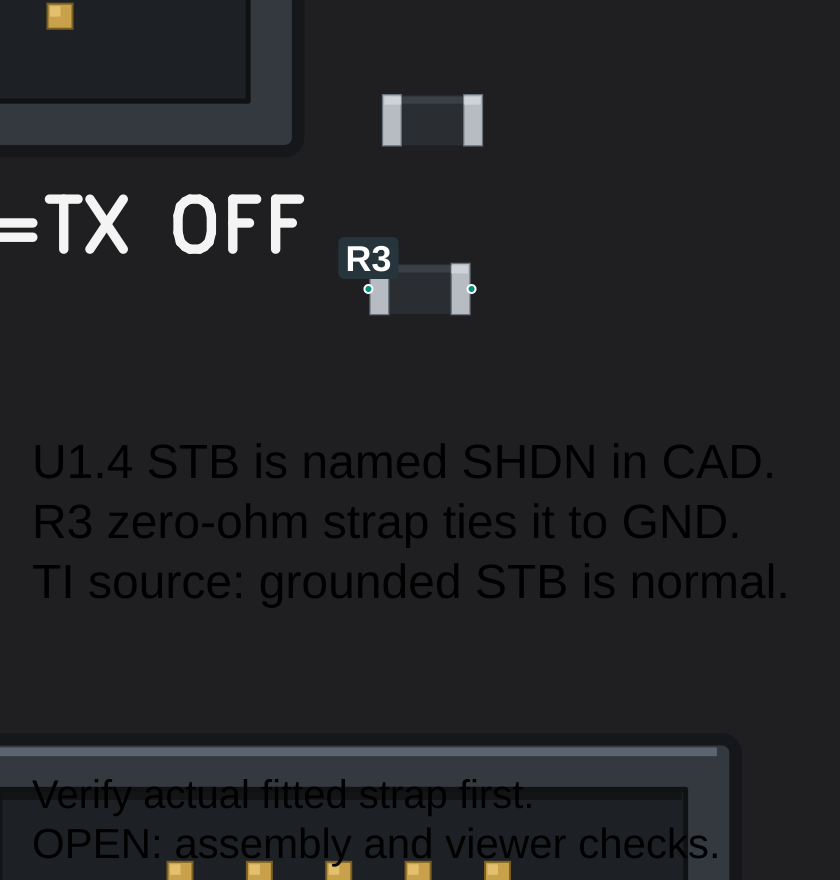 =TX OFF
R3
U1.4 STB is named SHDN in CAD.
R3 zero-ohm strap ties it to GND.
TI source: grounded STB is normal.
Verify actual fitted strap first.
OPEN: assembly and viewer checks.